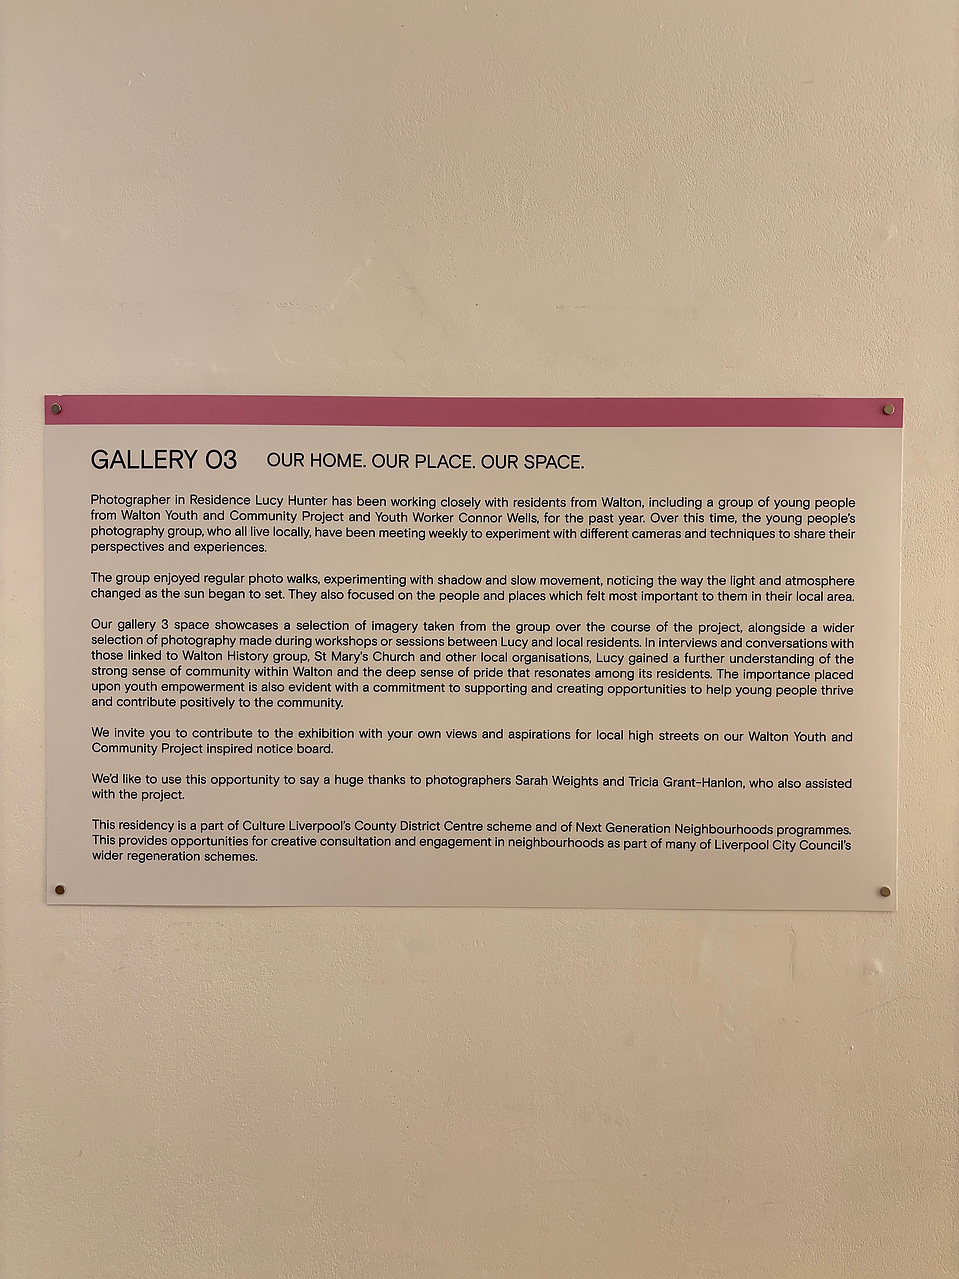 GALLERY 03 OUR HOME. OUR PLACE. OUR SPACE.
Photographer in Residence Lucy Hunter has been working closely with residents from Walton, including a group of young people
from Walton Youth and Community Project and Youth Worker Connor Wells, for the past year. Over this time, the young people's
photography group, who all live locally, have been meeting weekly to experiment with different cameras and techniques to share their
perspectives and experiences.
The group enjoyed regular photo walks, experimenting with shadow and slow movement, noticing the way the light and atmosphere
changed as the sun began to set. They also focused on the people and places which felt most important to them in their local area.
Our gallery 3 space showcases a selection of imagery taken from the group over the course of the project, alongside a wider
selection of photography made during workshops or sessions between Lucy and local residents. In interviews and conversations with
those linked to Walton History group, St Mary's Church and other local organisations, Lucy gained a further understanding of the
strong sense of community within Walton and the deep sense of pride that resonates among its residents. The importance placed
upon youth empowerment is also evident with a commitment to supporting and creating opportunities to help young people thrive
and contribute positively to the community.
We invite you to contribute to the exhibition with your own views and aspirations for local high streets on our Walton Youth and
Community Project inspired notice board.
We'd like to use this opportunity to say a huge thanks to photographers Sarah Weights and Tricia Grant-Hanlon, who also assisted
with the project.
This residency is a part of Culture Liverpool's County District Centre scheme and of Next Generation Neighbourhoods programmes.
This provides opportunities for creative consultation and engagement in neighbourhoods as part of many of Liverpool City Council's
wider regeneration schemes.